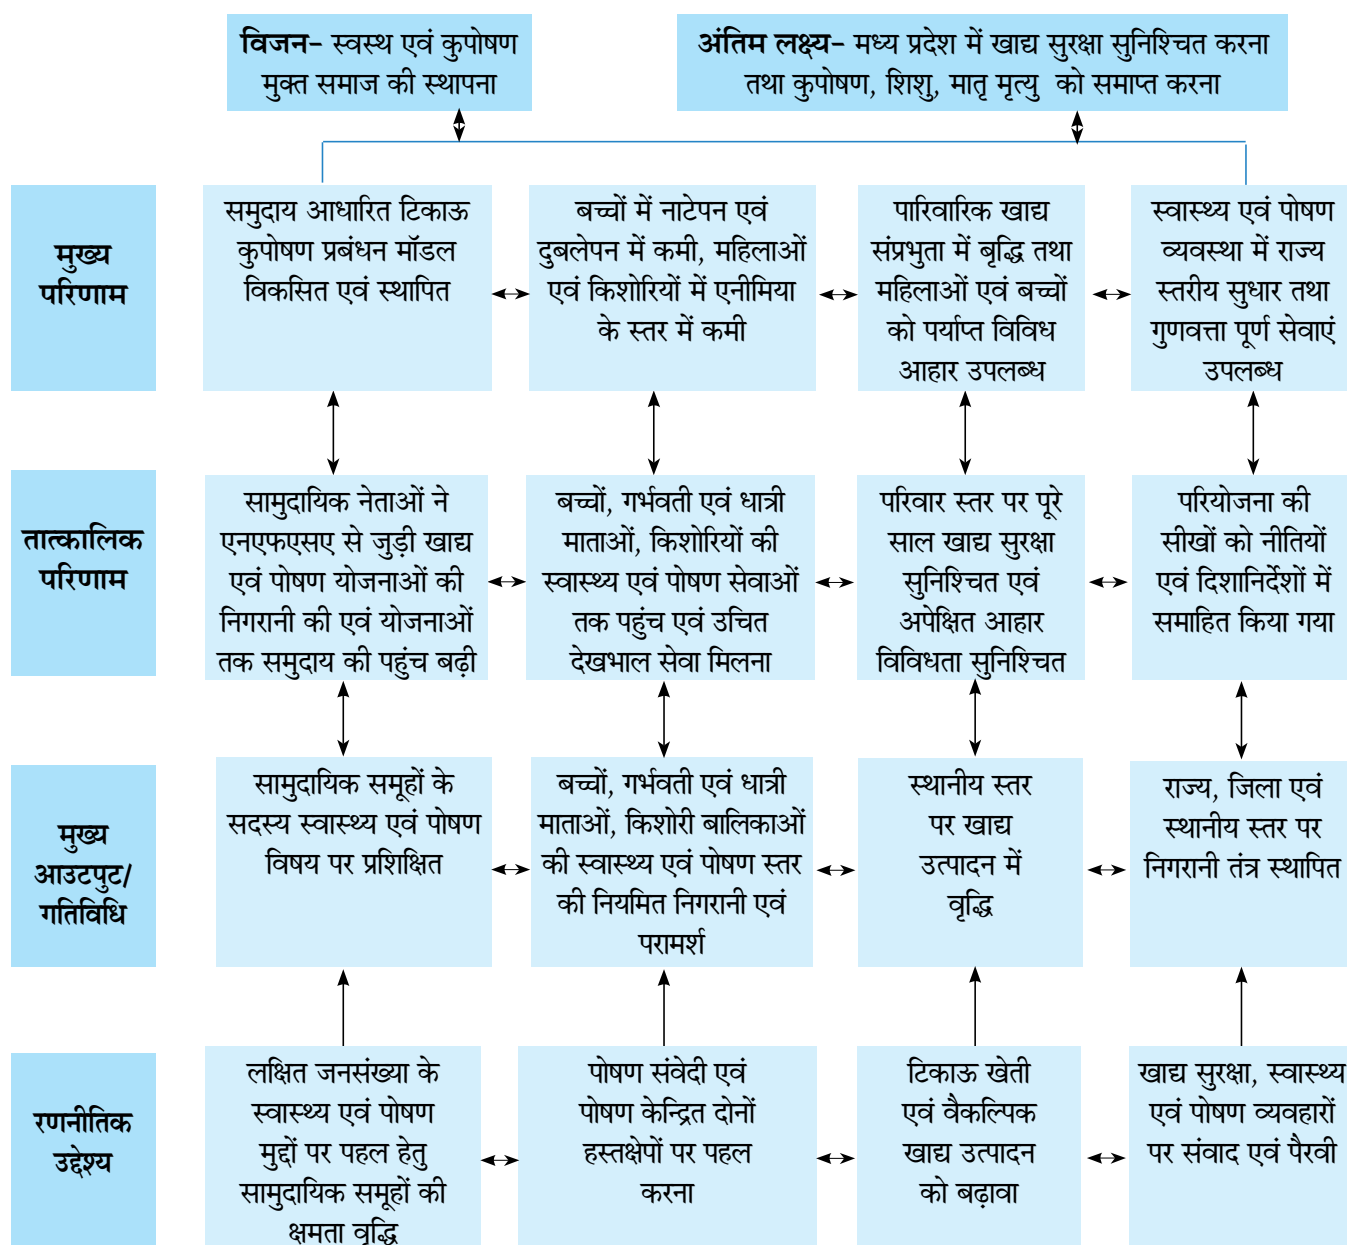 विजन– स्वस्थ एवं कुपोषण
मुक्त समाज की स्थापना
अंतिम लक्ष्य– मध्य प्रदेश में खाद्य सुरक्षा सुनिश्चित करना
तथा कुपोषण, शिशु, मातृ मृत्यु को समाप्त करना
मुख्य
परिणाम
समुदाय आधारित टिकाऊ
कुपोषण प्रबंधन मॉडल
विकसित एवं स्थापित
बच्चों में नाटेपन एवं
दुबलेपन में कमी, महिलाओं
एवं किशोरियों में एनीमिया
के स्तर में कमी
पारिवारिक खाद्य
संप्रभुता में बृद्धि तथा
महिलाओं एवं बच्चों
को पर्याप्त विविध
आहार उपलब्ध
स्वास्थ्य एवं पोषण
व्यवस्था में राज्य
स्तरीय सुधार तथा
गुणवत्ता पूर्ण सेवाएं
उपलब्ध
तात्कालिक
परिणाम
सामुदायिक नेताओं ने
एनएफएसए से जुड़ी खाद्य
एवं पोषण योजनाओं की
निगरानी की एवं योजनाओं
तक समुदाय की पहुंच बढ़ी
बच्चों, गर्भवती एवं धात्री
माताओं, किशोरियों की
स्वास्थ्य एवं पोषण सेवाओं
तक पहुंच एवं उचित
देखभाल सेवा मिलना
परिवार स्तर पर पूरे
साल खाद्य सुरक्षा
सुनिश्चित एवं
अपेक्षित आहार
विविधता सुनिश्चित
परियोजना की
सीखों को नीतियों
एवं दिशानिर्देशों में
समाहित किया गया
मुख्य
आउटपुट/
गतिविधि
सामुदायिक समूहों के
सदस्य स्वास्थ्य एवं पोषण
विषय पर प्रशिक्षित
बच्चों, गर्भवती एवं धात्री
माताओं, किशोरी बालिकाओं
की स्वास्थ्य एवं पोषण स्तर
की नियमित निगरानी एवं
परामर्श
स्थानीय स्तर
पर खाद्य
उत्पादन में
वृद्धि
राज्य, जिला एवं
स्थानीय स्तर पर
निगरानी तंत्र स्थापित
रणनीतिक
उद्देश्य
लक्षित जनसंख्या के
स्वास्थ्य एवं पोषण
मुद्दों पर पहल हेतु
सामुदायिक समूहों की
क्षमता वृद्धि
पोषण संवेदी एवं
पोषण केन्द्रित दोनों
हस्तक्षेपों पर पहल
करना
टिकाऊ खेती
एवं वैकल्पिक
खाद्य उत्पादन
को बढ़ावा
खाद्य सुरक्षा, स्वास्थ्य
एवं पोषण व्यवहारों
पर संवाद एवं पैरवी